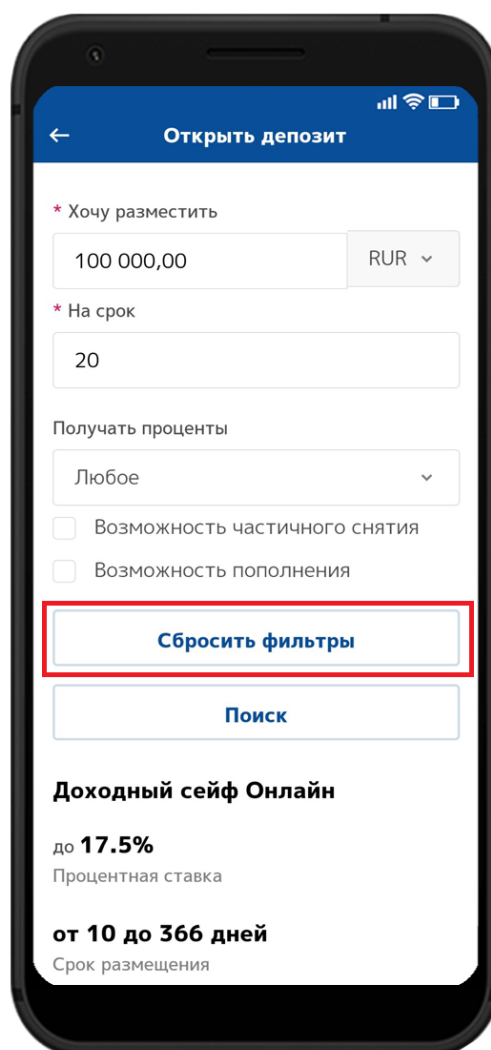 Открыть депозит
* Хочу разместить
100 000,00
RUR
* На срок
20
Получать проценты
Любое
Возможность частичного снятия
Возможность пополнения
Сбросить фильтры
Поиск
Доходный сейф Онлайн
до 17.5%
Процентная ставка
от 10 до 366 дней
Срок размещения